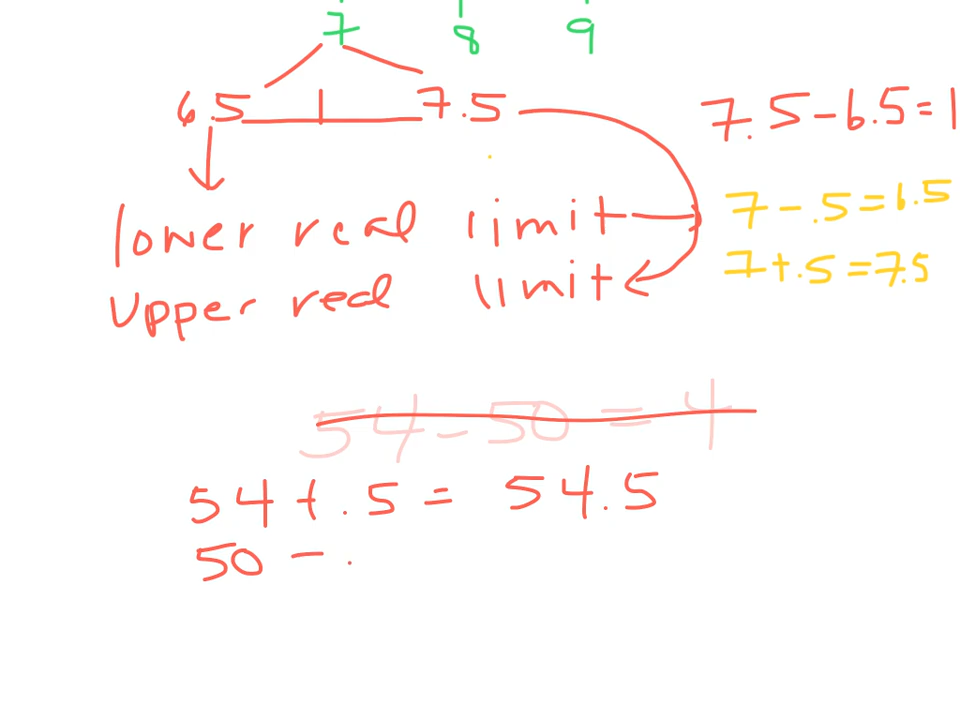 7 8 9
6.5 1 7.5
7.5-6.5=1
7-.5=6.5
7+.5=7.5
lower real limit
upper real limit
54-50=4
54+.5= 54.5
50-.